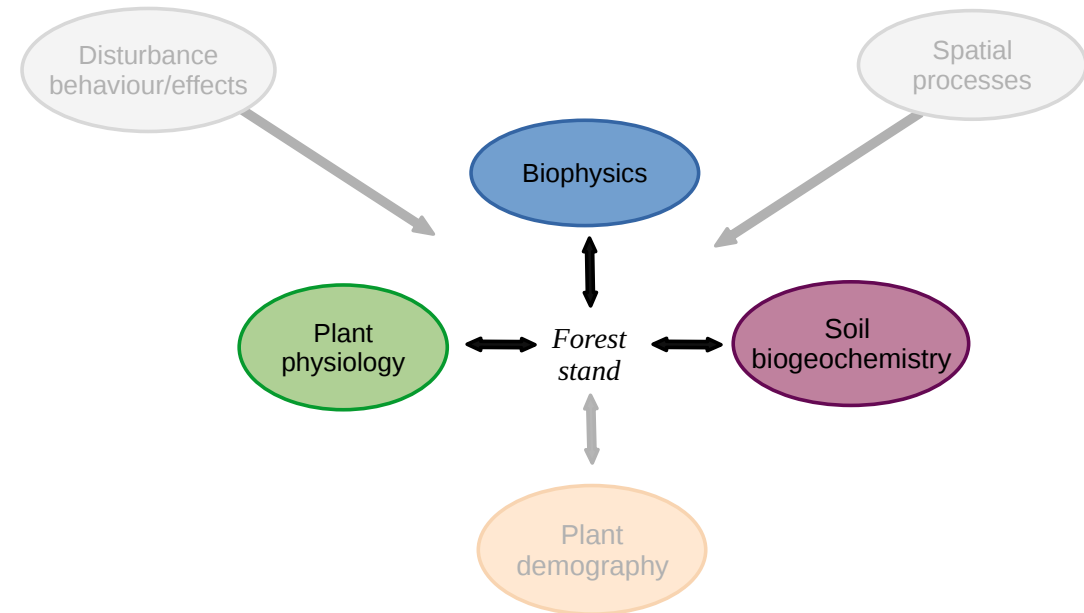 Disturbance
behaviour/effects
Spatial
processes
Biophysics
Plant
physiology
Forest
stand
Soil
biogeochemistry
Plant
demography